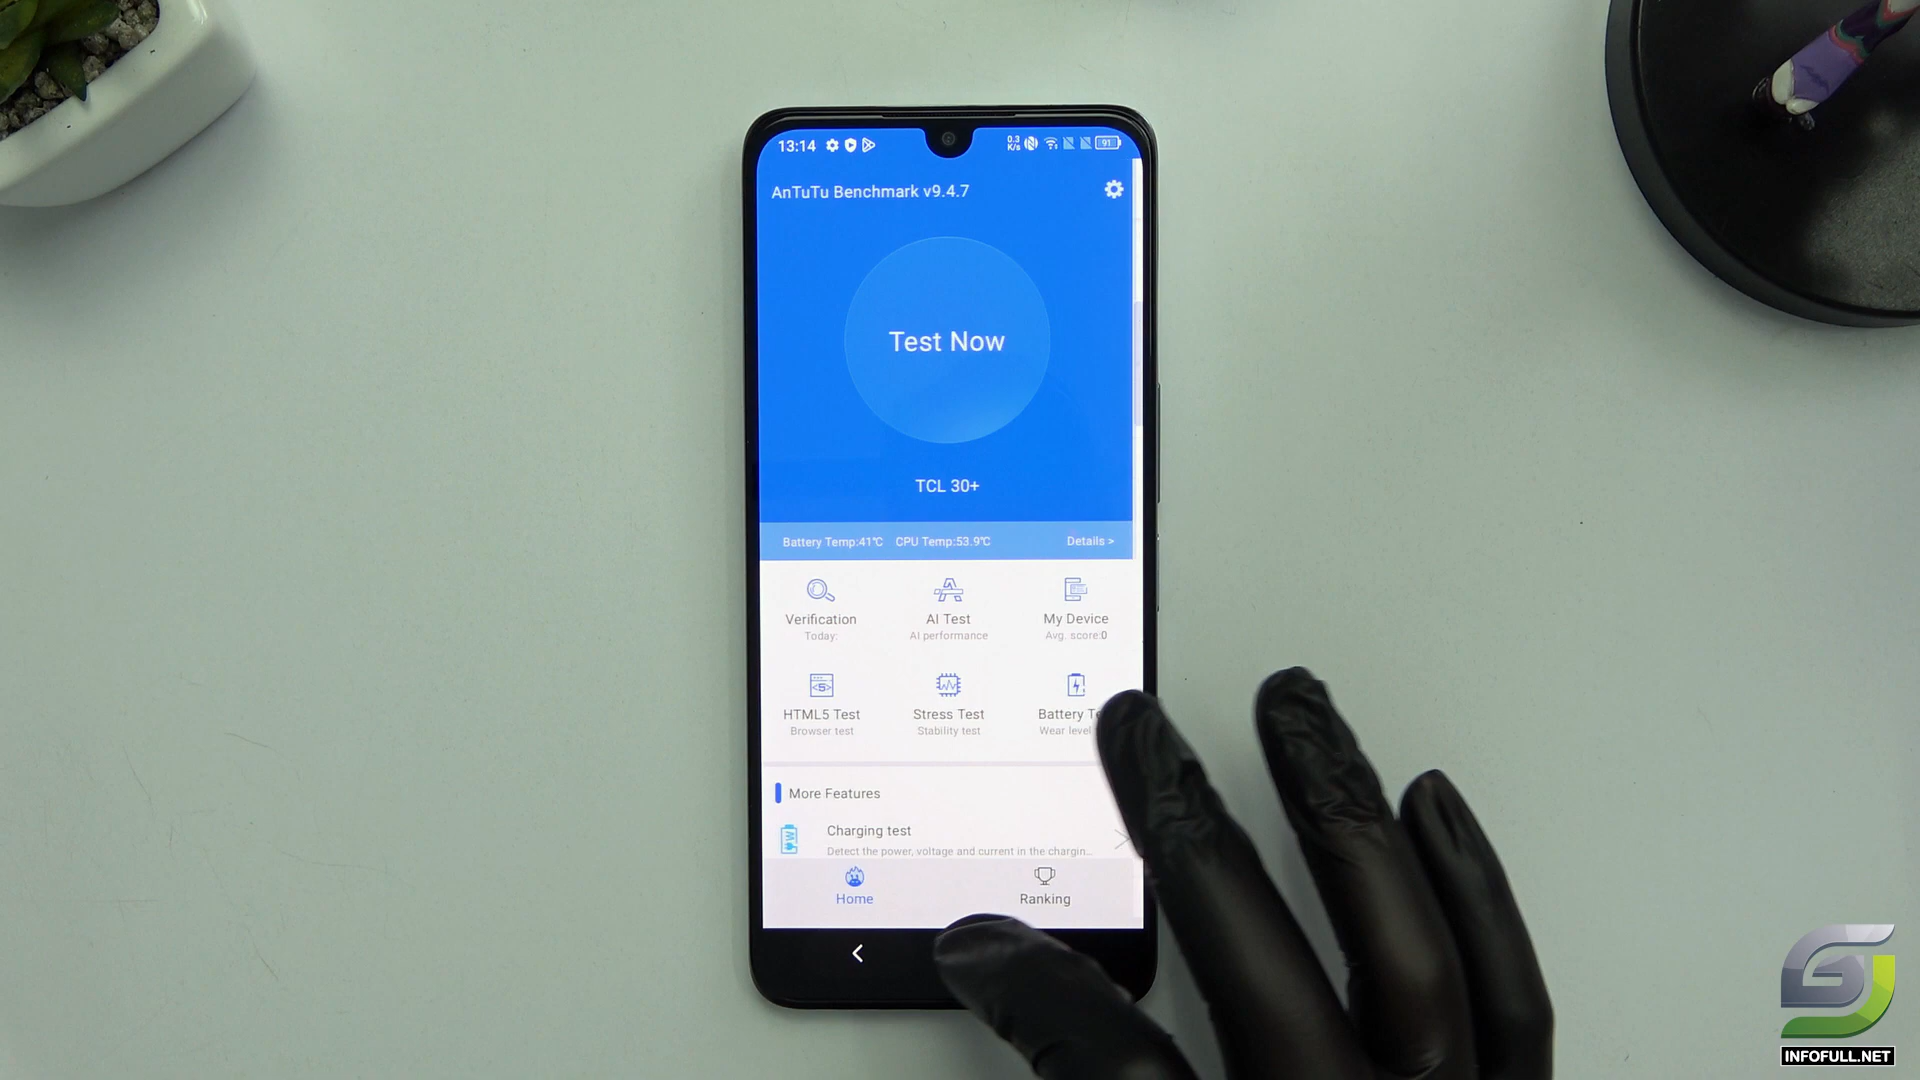 13:14
0.3
K/s
91
AnTuTu Benchmark v9.4.7
Test Now
TCL 30+
Battery Temp:41℃ CPU Temp:53.9℃ Details >
Verification
Today:
AI Test
AI performance
My Device
Avg. score:0
HTML5 Test
Browser test
Stress Test
Stability test
Battery
Wear level
More Features
Charging test
Detect the power, voltage and current in the chargin...
Home
Ranking
INFOFULL.NET